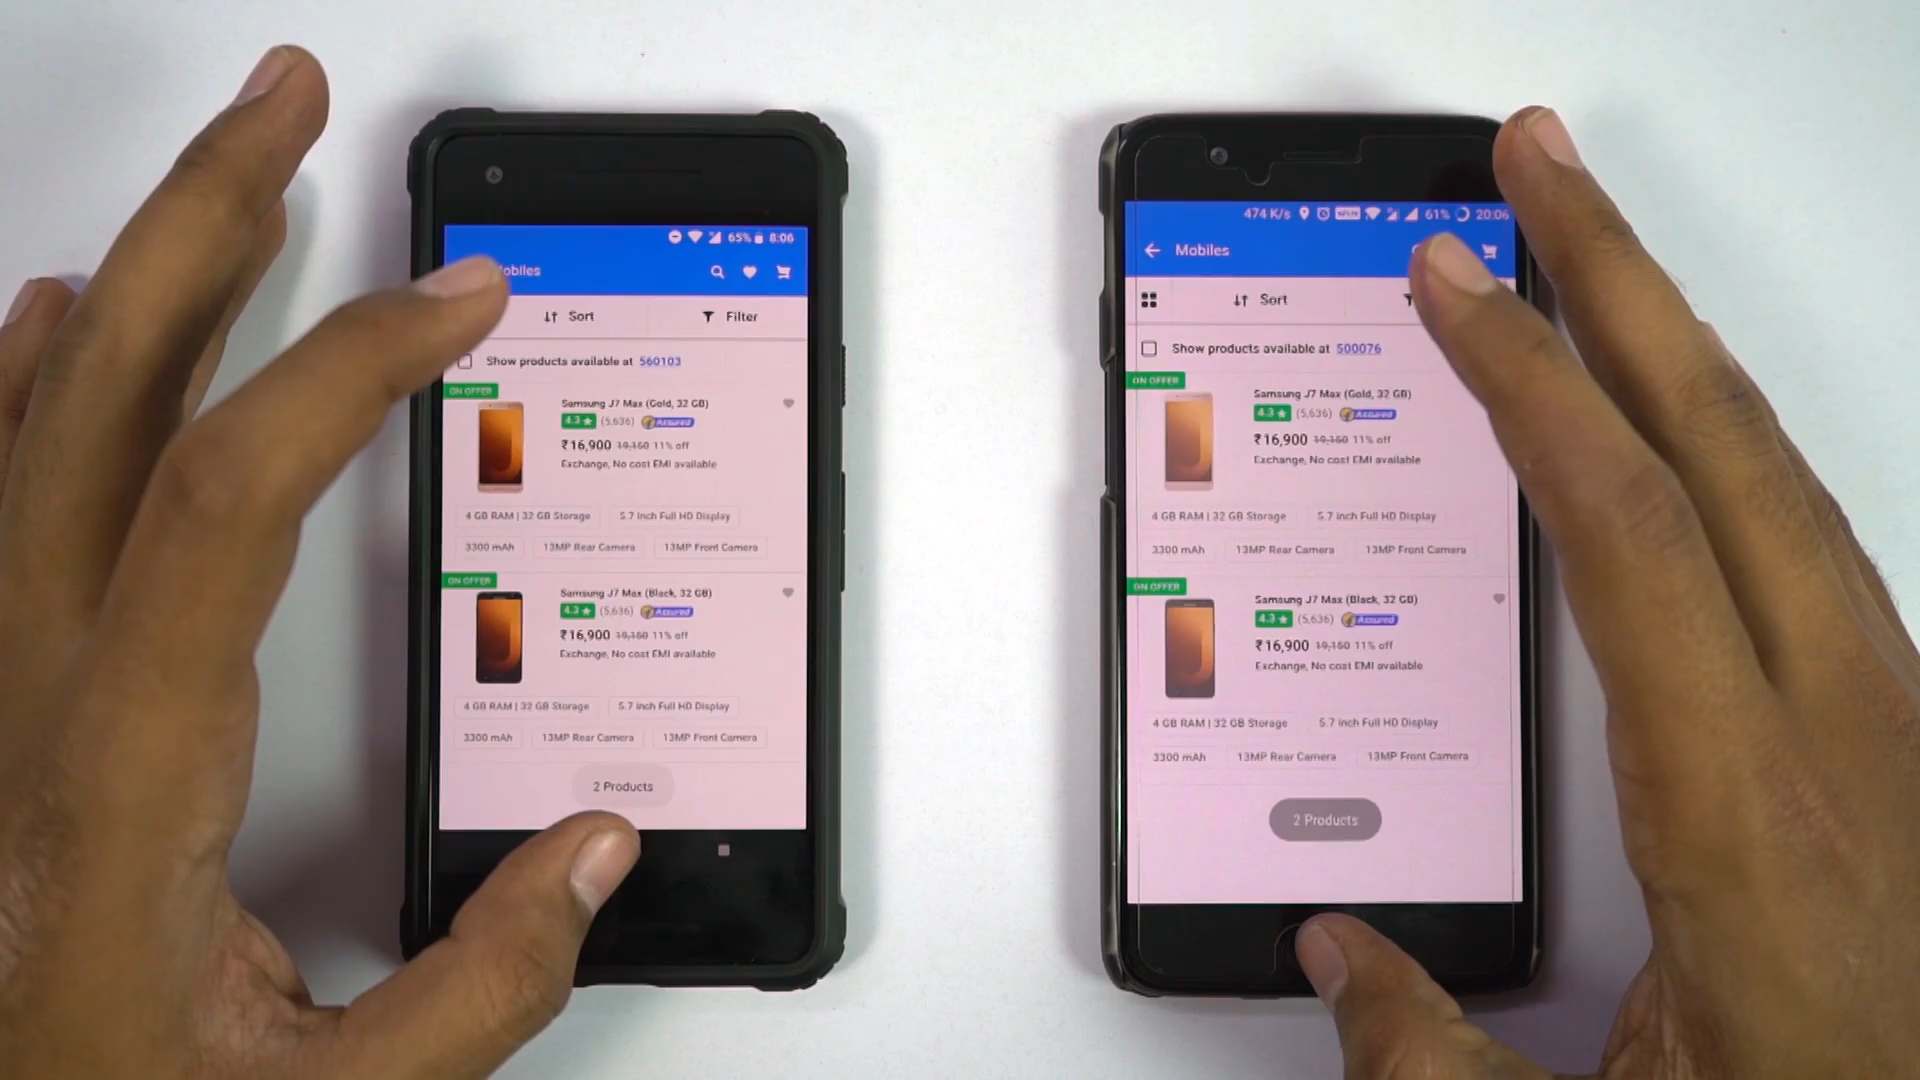 65% 8:06
obiles
Sort
Filter
Show products available at 560103
ON OFFER
Samsung J7 Max (Gold, 32 GB)
4.3 ★ (5,636) Assured
₹16,900 19,150 11% off
Exchange, No cost EMI available
4 GB RAM | 32 GB Storage
5.7 inch Full HD Display
3300 mAh
13MP Rear Camera
13MP Front Camera
ON OFFER
Samsung J7 Max (Black, 32 GB)
4.3 ★ (5,636) Assured
₹16,900 19,150 11% off
Exchange, No cost EMI available
4 GB RAM | 32 GB Storage
5.7 inch Full HD Display
3300 mAh
13MP Rear Camera
13MP Front Camera
2 Products
474 K/s 61% 20:06
Mobiles
Sort
Show products available at 500076
ON OFFER
Samsung J7 Max (Gold, 32 GB)
4.3 ★ (5,636) Assured
₹16,900 19,150 11% off
Exchange, No cost EMI available
4 GB RAM | 32 GB Storage
5.7 inch Full HD Display
3300 mAh
13MP Rear Camera
13MP Front Camera
ON OFFER
Samsung J7 Max (Black, 32 GB)
4.3 ★ (5,636) Assured
₹16,900 19,150 11% off
Exchange, No cost EMI available
4 GB RAM | 32 GB Storage
5.7 inch Full HD Display
3300 mAh
13MP Rear Camera
13MP Front Camera
2 Products